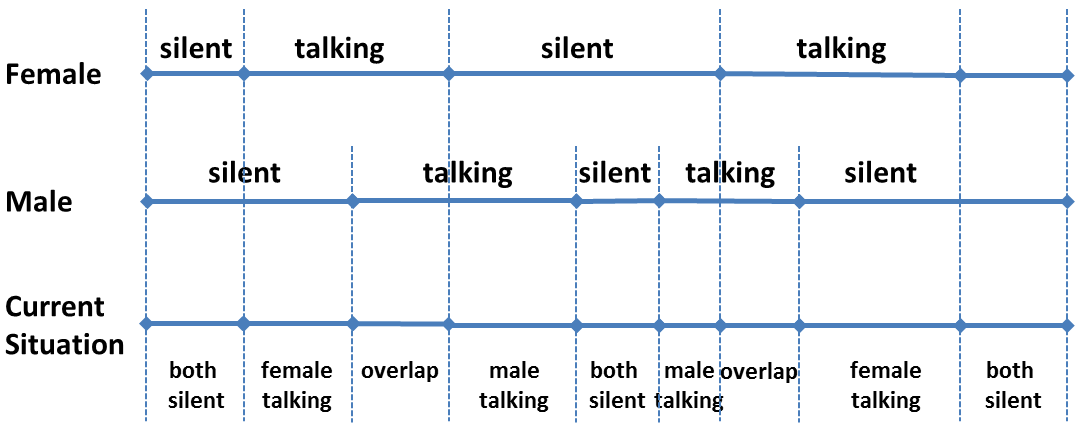 silent talking silent talking
Female
silent talking silent talking silent
Male
Current
Situation
both female overlap male both male overlap female both
silent talking talking silent talking talking silent